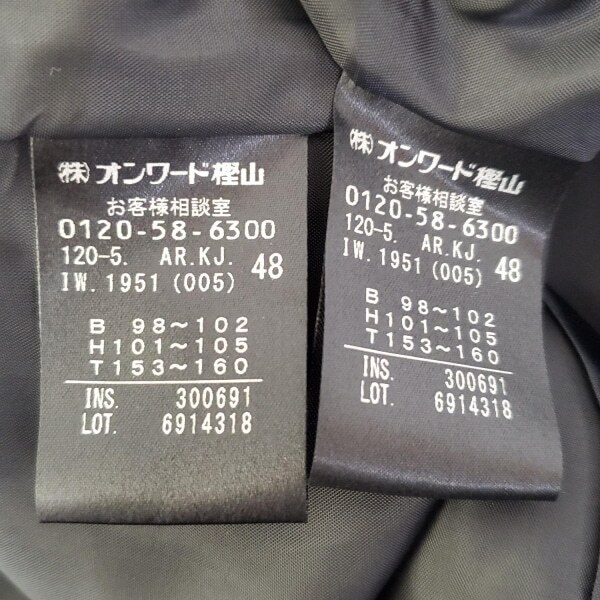 ㈱オンワード樫山
お客様相談室
0120-58-6300
120-5. AR.KJ.
IW.1951 (005) 48
B 98～102
H101～105
T153～160
INS. 300691
LOT. 6914318
㈱オンワード樫山
お客様相談室
0120-58-6300
120-5. AR.KJ.
IW.1951 (005) 48
B 98～102
H101～105
T153～160
INS. 300691
LOT. 6914318